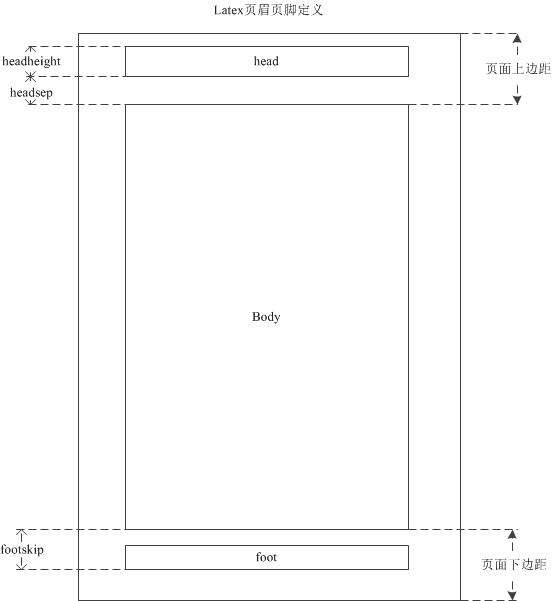 Latex页眉页脚定义
headheight
head
页面上边距
headsep
Body
footskip
foot
页面下边距